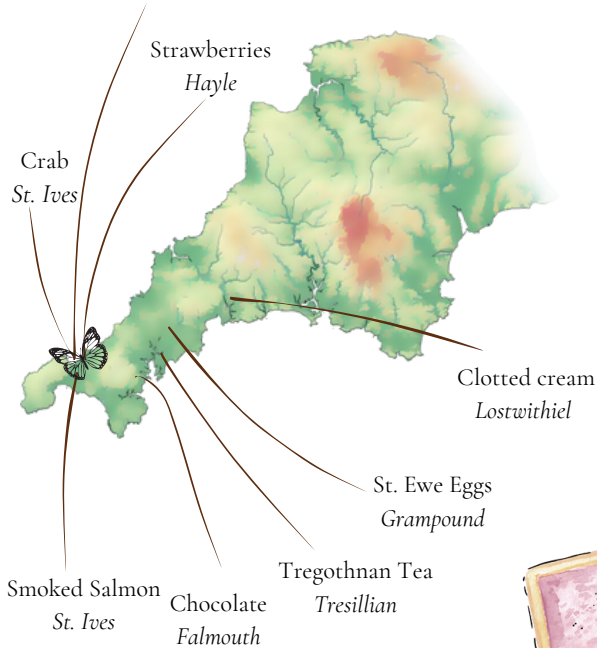 Strawberries
Hayle
Crab
St. Ives
Clotted cream
Lostwithiel
St. Ewe Eggs
Grampound
Tregothnan Tea
Tresillian
Smoked Salmon
St. Ives
Chocolate
Falmouth